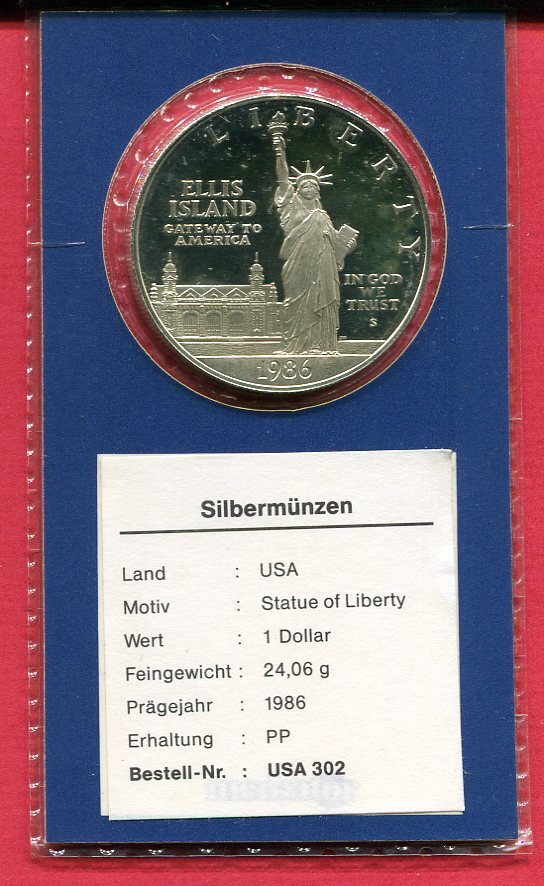 LIBERTY
ELLIS
ISLAND
GATEWAY TO
AMERICA
IN GOD
WE
TRUST
S
1986
Silbermünzen
Land : USA
Motiv : Statue of Liberty
Wert : 1 Dollar
Feingewicht : 24,06 g
Prägejahr : 1986
Erhaltung : PP
Bestell-Nr. : USA 302